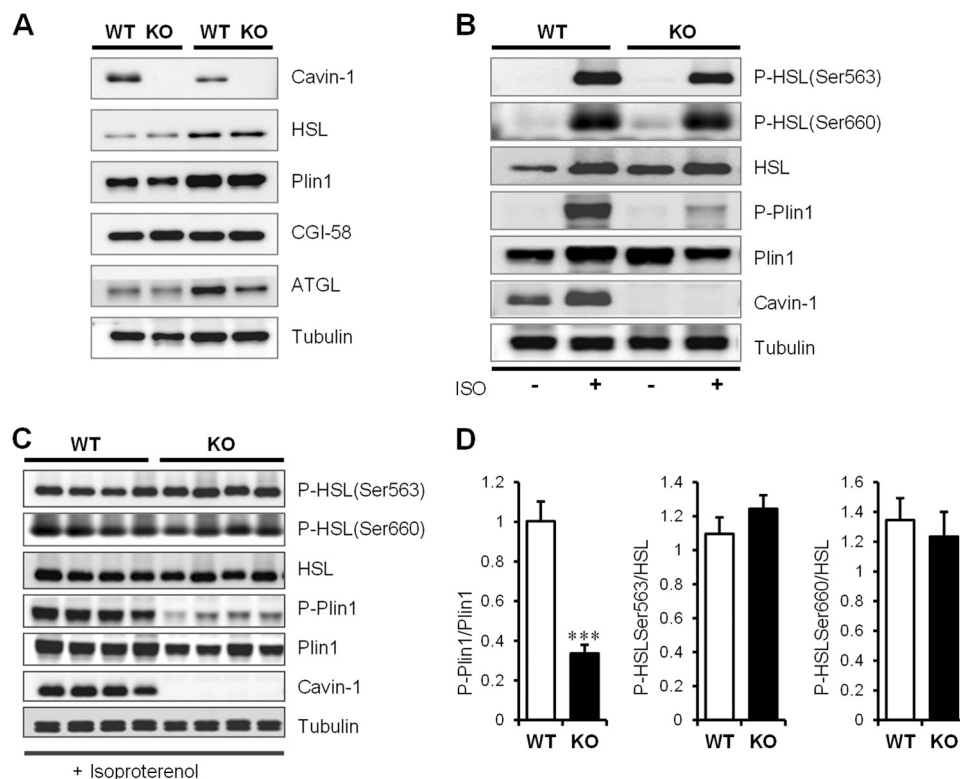 A
WT KO WT KO
Cavin-1
HSL
Plin1
CGI-58
ATGL
Tubulin
B
WT KO
P-HSL(Ser563)
P-HSL(Ser660)
HSL
P-Plin1
Plin1
Cavin-1
Tubulin
ISO - + - +
C
WT KO
P-HSL(Ser563)
P-HSL(Ser660)
HSL
P-Plin1
Plin1
Cavin-1
Tubulin
+ Isoproterenol
D
P-Plin1/Plin1
1.2
1
0.8
0.6
0.4
0.2
0
***
WT KO
P-HSLSer563/HSL
1.4
1.2
1
0.8
0.6
0.4
0.2
0
WT KO
P-HSLSer660/HSL
1.6
1.4
1.2
1
0.8
0.6
0.4
0.2
0
WT KO